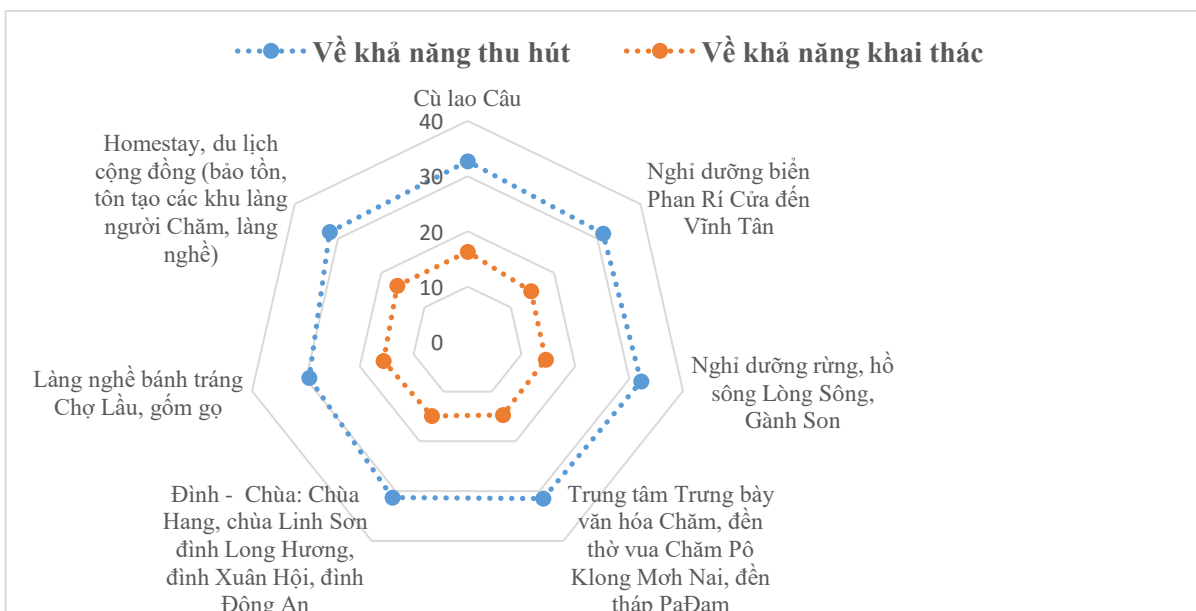 Về khả năng thu hút
Về khả năng khai thác
Cù lao Câu
40
30
20
10
0
Nghỉ dưỡng biển
Phan Rí Cửa đến
Vĩnh Tân
Nghỉ dưỡng rừng, hồ
sông Lòng Sông,
Gành Son
Trung tâm Trưng bày
văn hóa Chăm, đền
thờ vua Chăm Pô
Klong Mơh Nai, đền
tháp PaĐam
Đình - Chùa: Chùa
Hang, chùa Linh Sơn
đình Long Hương,
đình Xuân Hội, đình
Đông An
Làng nghề bánh tráng
Chợ Lầu, gốm gọ
Homestay, du lịch
cộng đồng (bảo tồn,
tôn tạo các khu làng
người Chăm, làng
nghề)